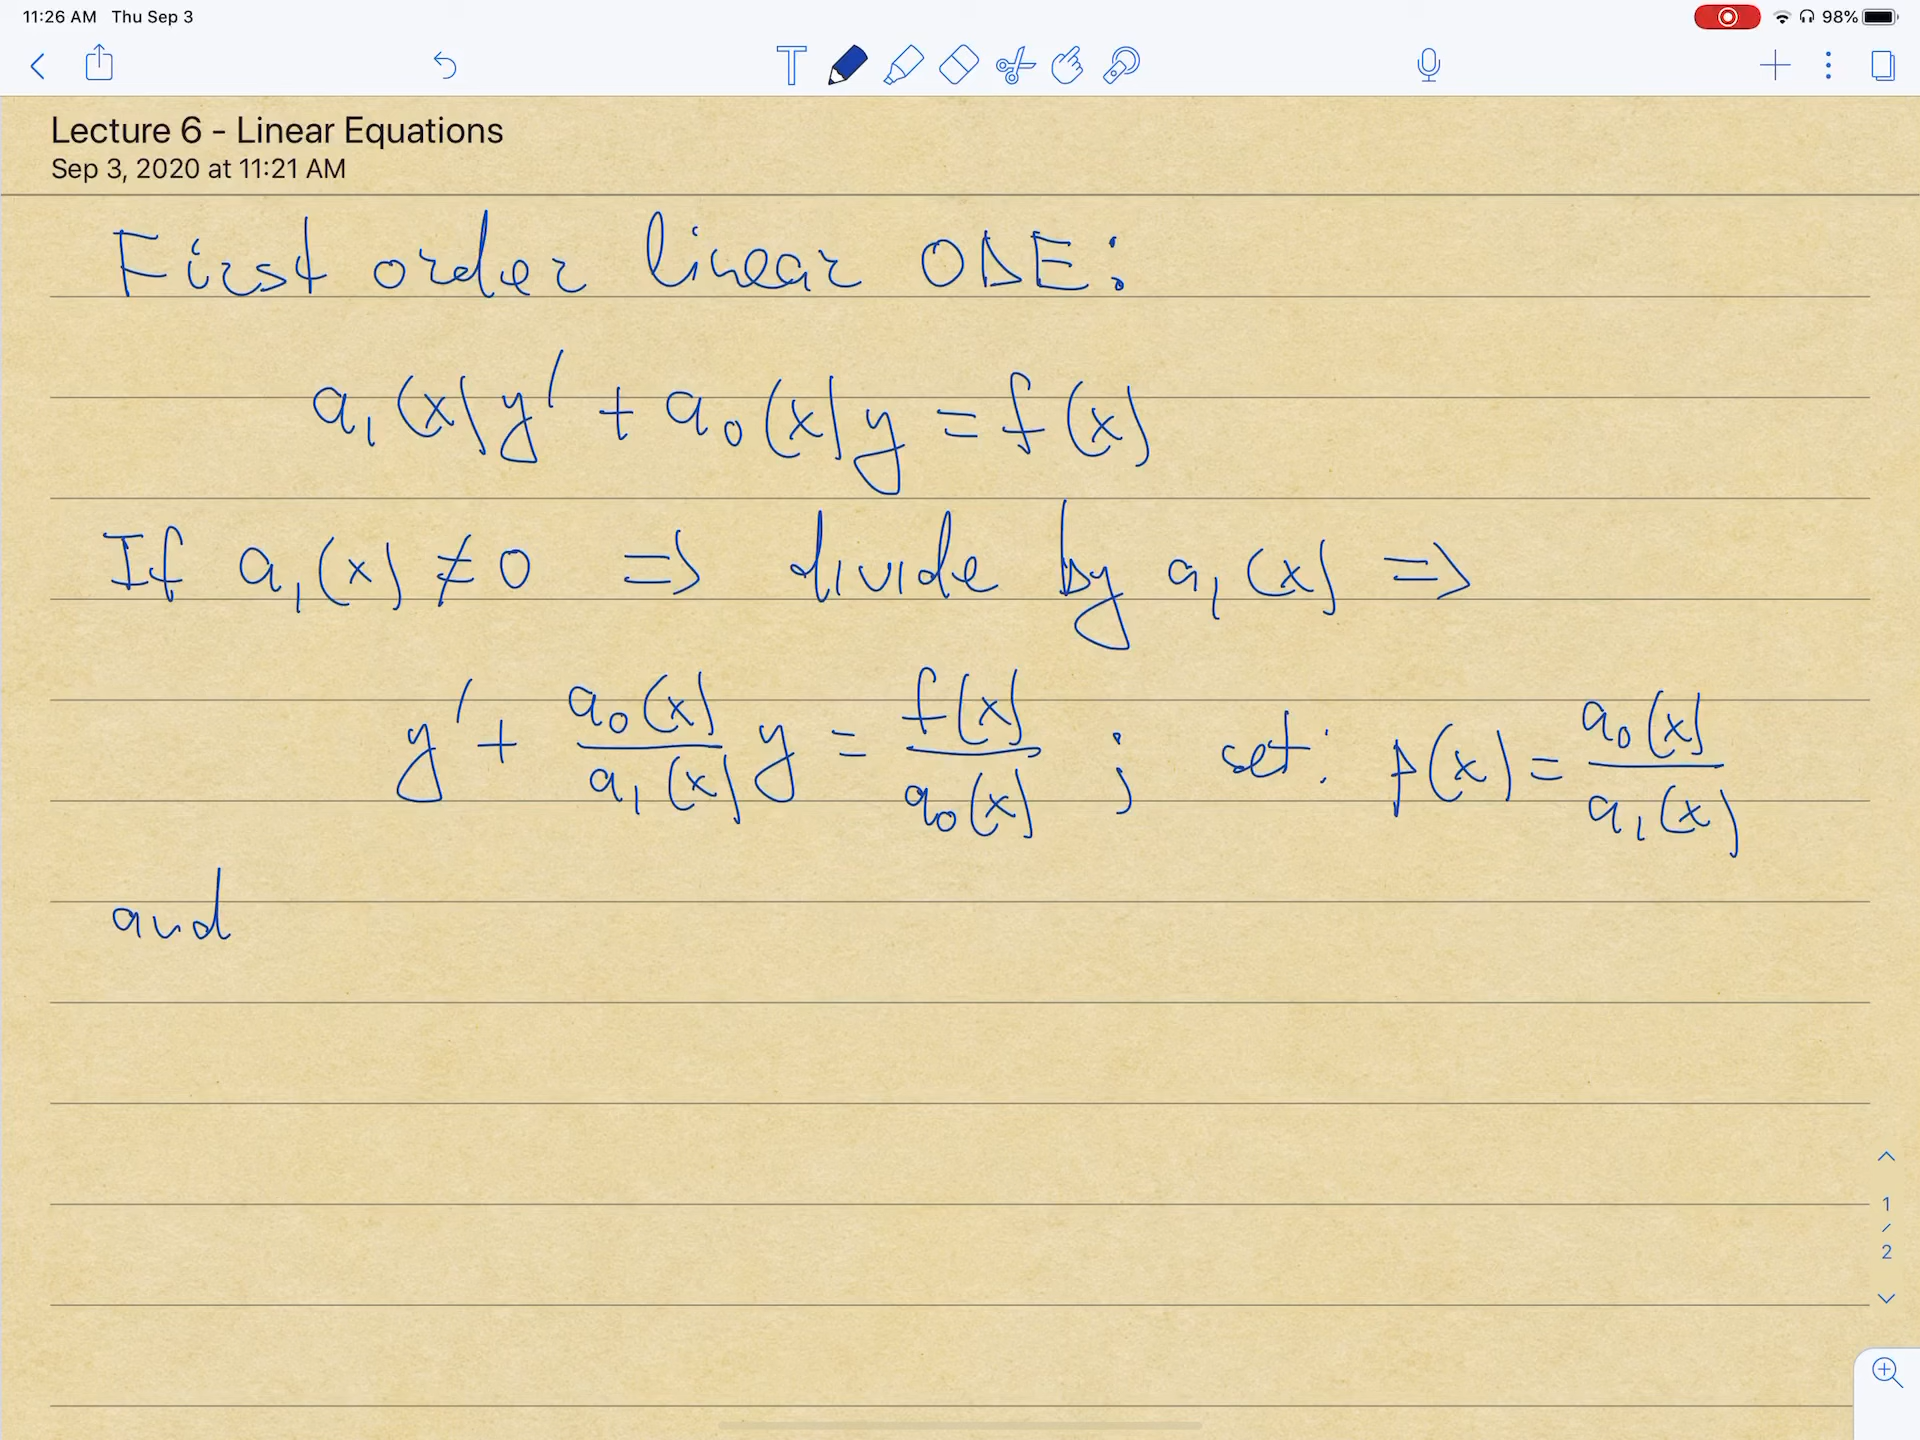 11:26 AM Thu Sep 3 98%
Lecture 6 - Linear Equations
Sep 3, 2020 at 11:21 AM
First order linear ODE:
a₁(x)y′ + a₀(x)y = f(x)
If a₁(x) ≠ 0 => divide by a₁(x) =>
y′ + a₀(x)/a₁(x) y = f(x)/a₀(x) ; set: p(x) = a₀(x)/a₁(x)
and
1
/
2